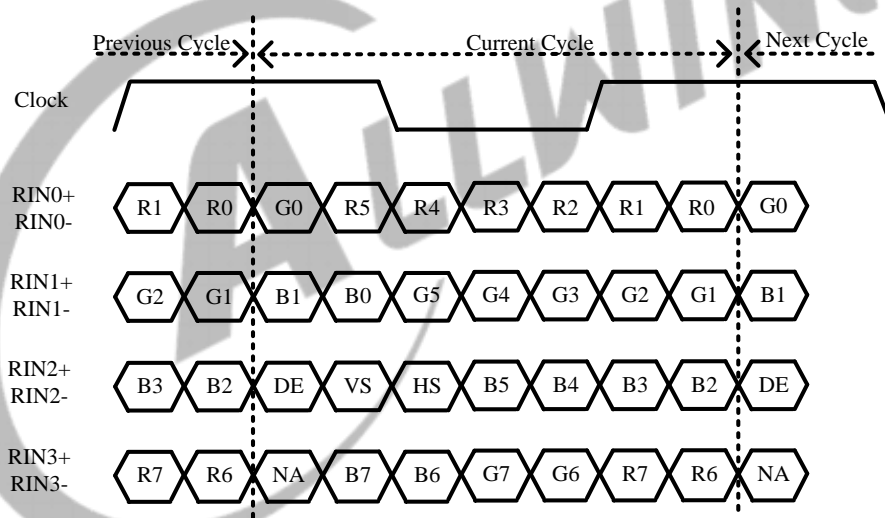 Previous Cycle Current Cycle Next Cycle
Clock
RIN0+
RIN0-
R1 R0 G0 R5 R4 R3 R2 R1 R0 G0
RIN1+
RIN1-
G2 G1 B1 B0 G5 G4 G3 G2 G1 B1
RIN2+
RIN2-
B3 B2 DE VS HS B5 B4 B3 B2 DE
RIN3+
RIN3-
R7 R6 NA B7 B6 G7 G6 R7 R6 NA
ALLWIN